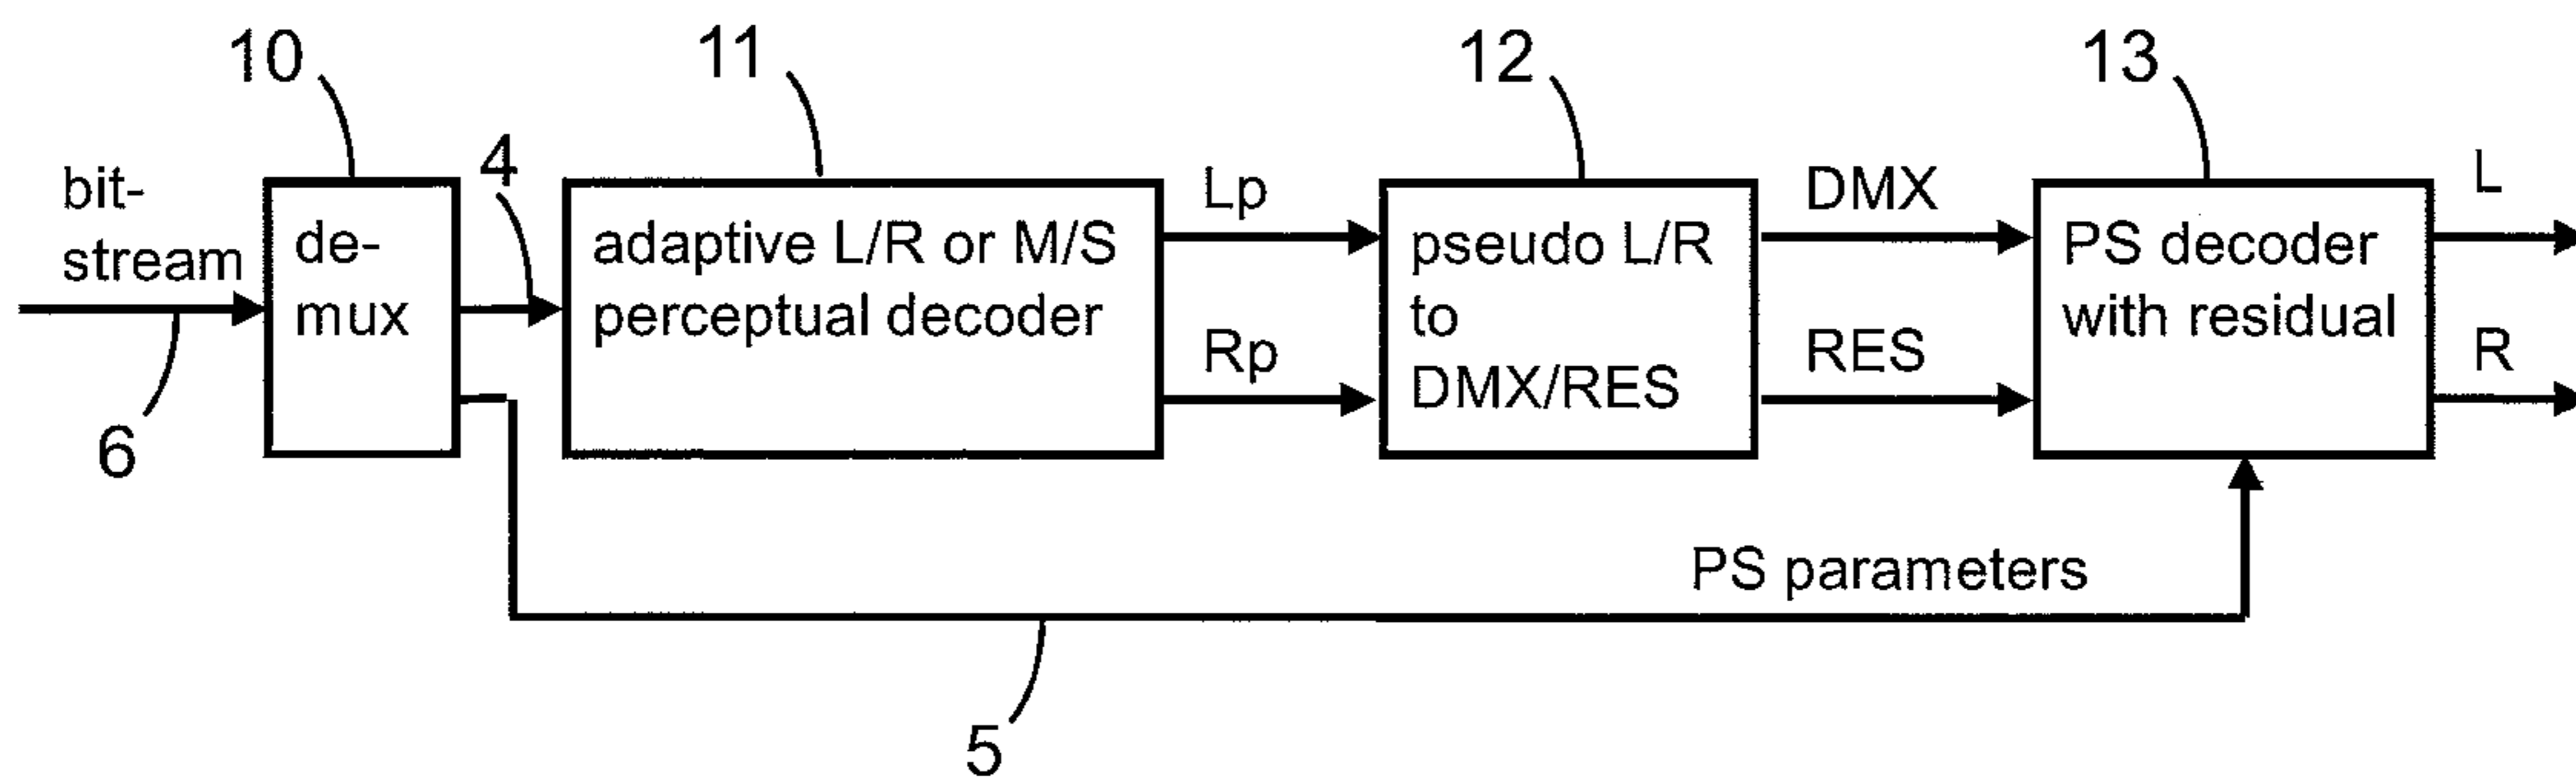 10
11
12
13
4
bit-
stream
6
de-
mux
adaptive L/R or M/S
perceptual decoder
Lp
Rp
pseudo L/R
to
DMX/RES
DMX
RES
PS decoder
with residual
L
R
PS parameters
5